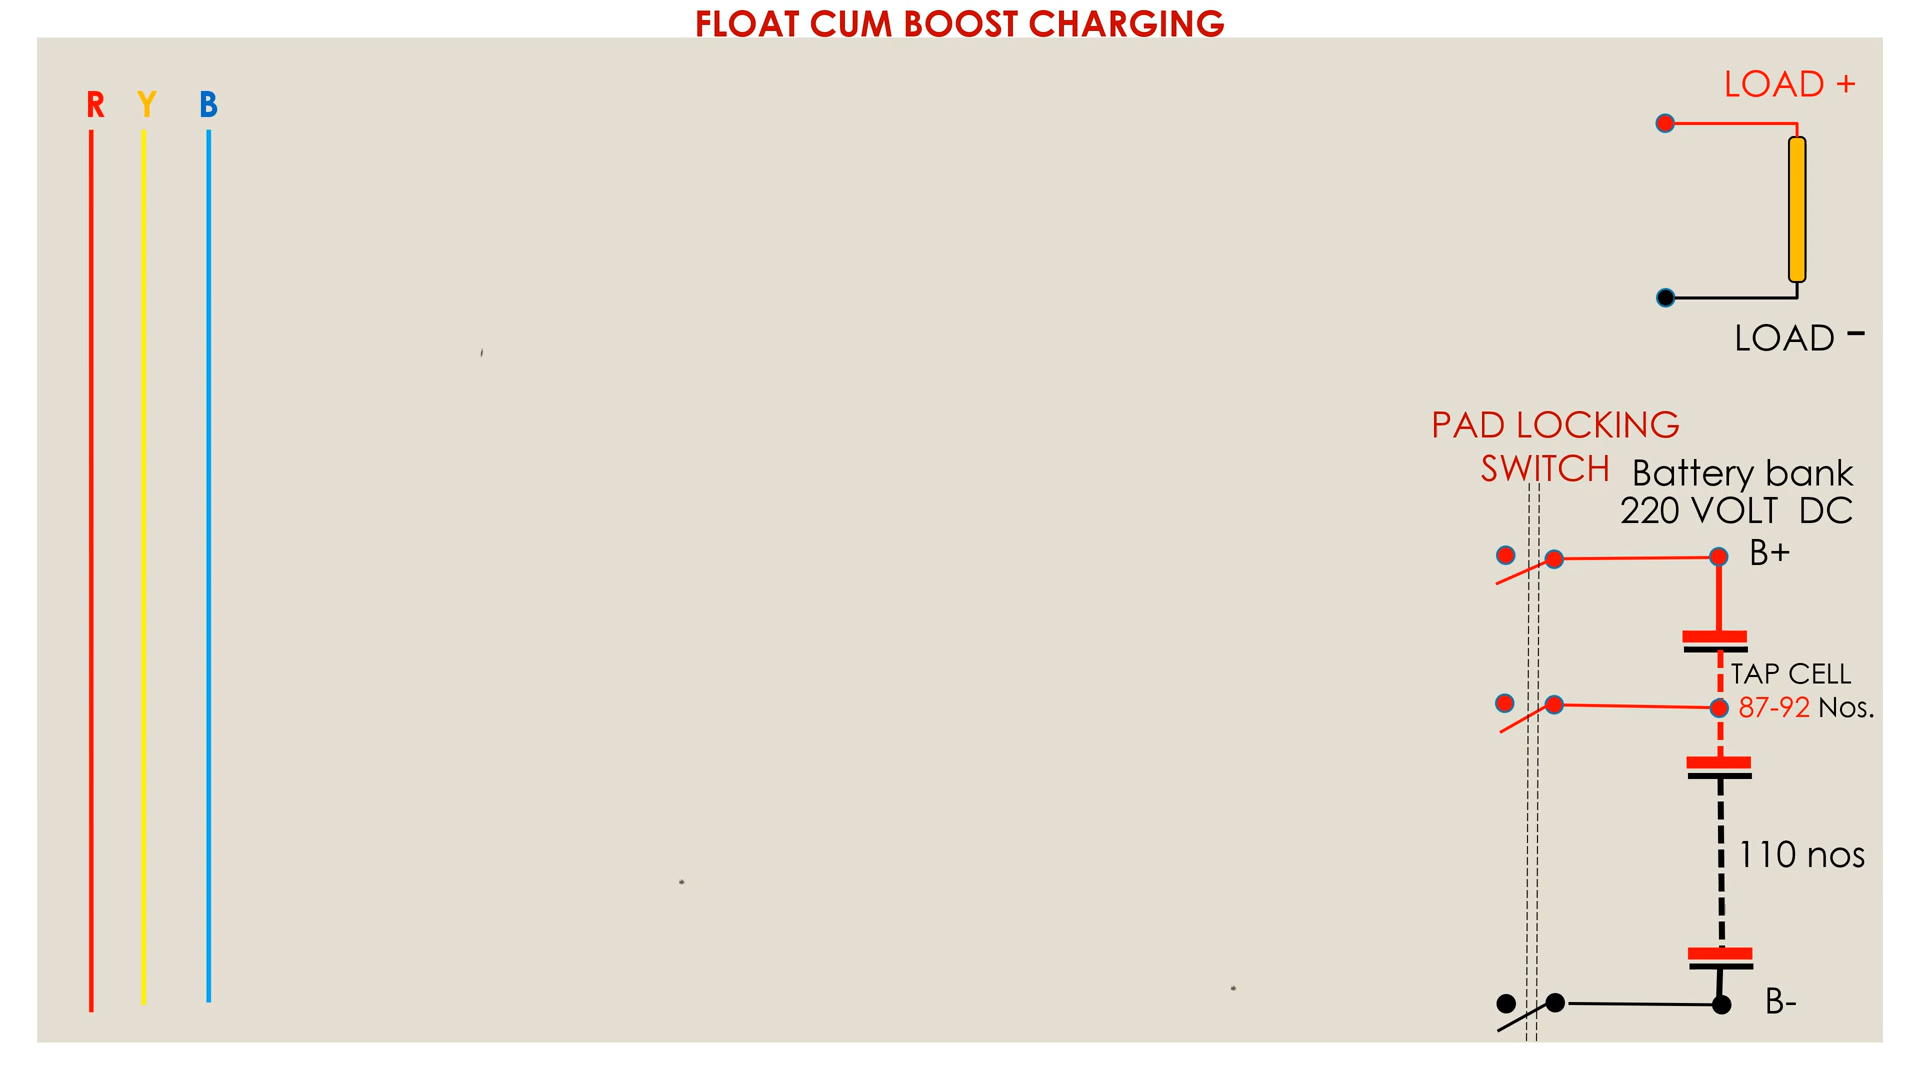 FLOAT CUM BOOST CHARGING
R Y B
LOAD +
LOAD -
PAD LOCKING
SWITCH
Battery bank
220 VOLT DC
B+
TAP CELL
87-92 Nos.
110 nos
B-